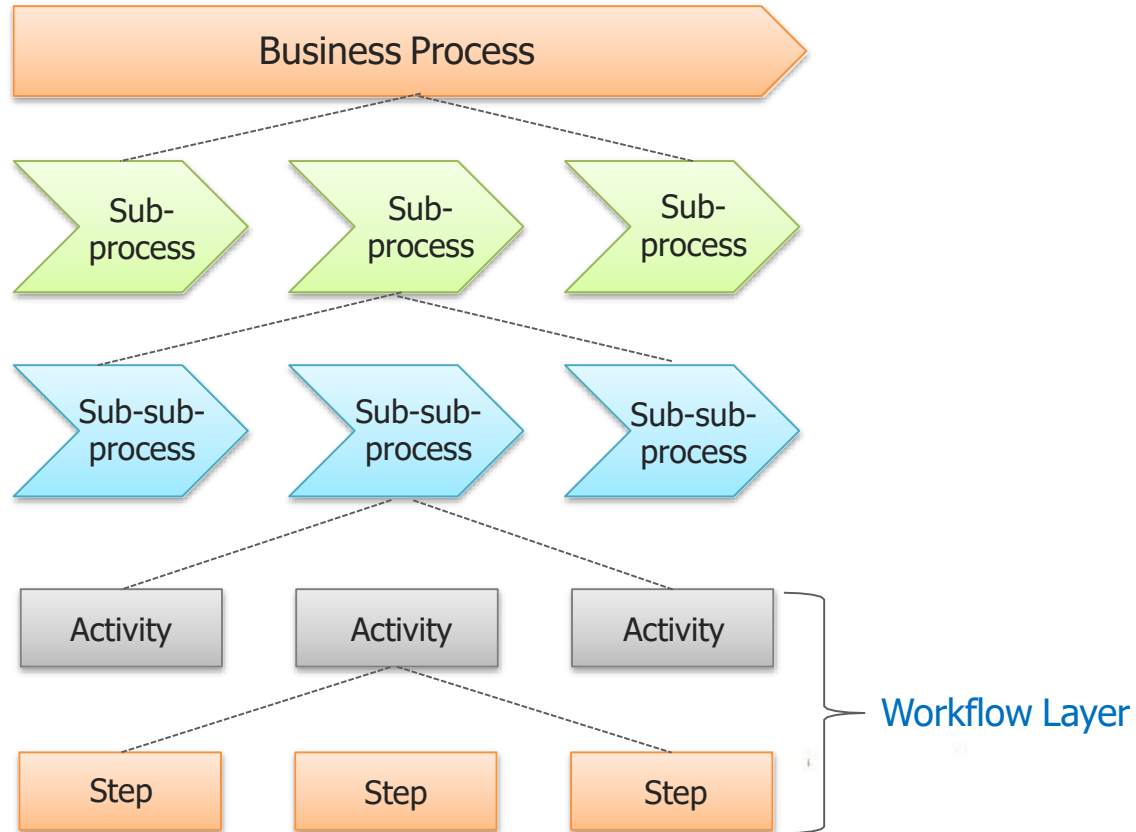 Business Process
Sub-
process
Sub-
process
Sub-
process
Sub-sub-
process
Sub-sub-
process
Sub-sub-
process
Activity
Activity
Activity
Workflow Layer
Step
Step
Step